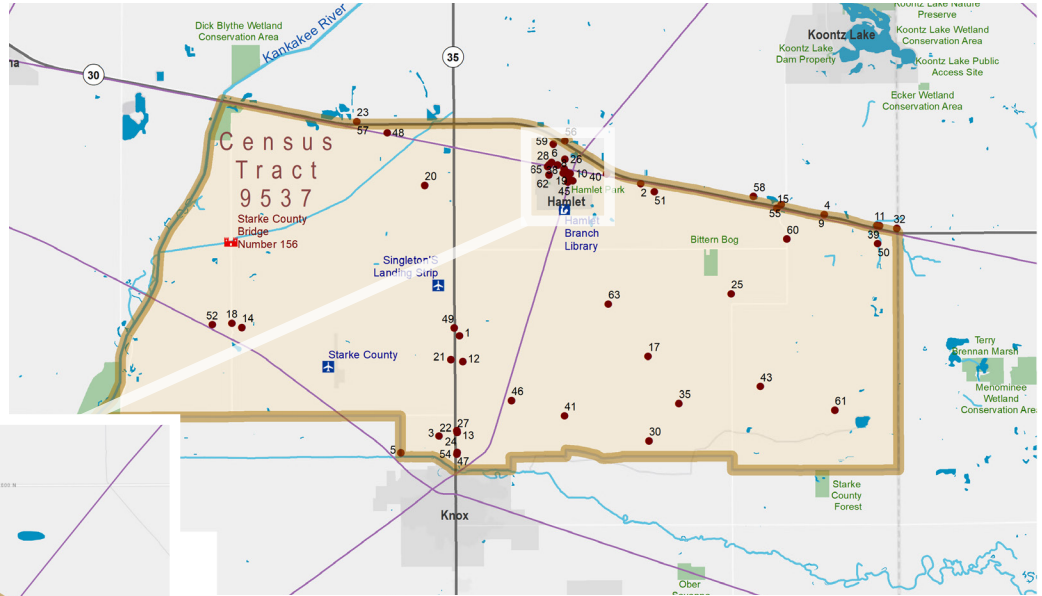 Koontz Lake Nature
Preserve
Dick Blythe Wetland
Conservation Area
Kankakee River
Koontz Lake
Koontz Lake Wetland
Conservation Area
Koontz Lake
Dam Property
Koontz Lake Public
Access Site
35
30
na
Ecker Wetland
Conservation Area
23
57
48
Census
Tract
9537
56
59
28
6
26
65
38
10
40
62
19
45
Hamlet Park
20
2
51
58
15
55
4
9
11
32
39
50
60
Hamlet
Hamlet
Branch
Library
Starke County
Bridge
Number 156
Bittern Bog
Singleton'S
Landing Strip
25
63
52
18
14
49
1
21
12
17
Starke County
Terry
Brennan Marsh
Menominee
Wetland
Conservation Area
43
46
35
41
61
27
22
3
13
24
30
5
54
47
Starke
County
Forest
Knox
800 N
Ober
Savanna